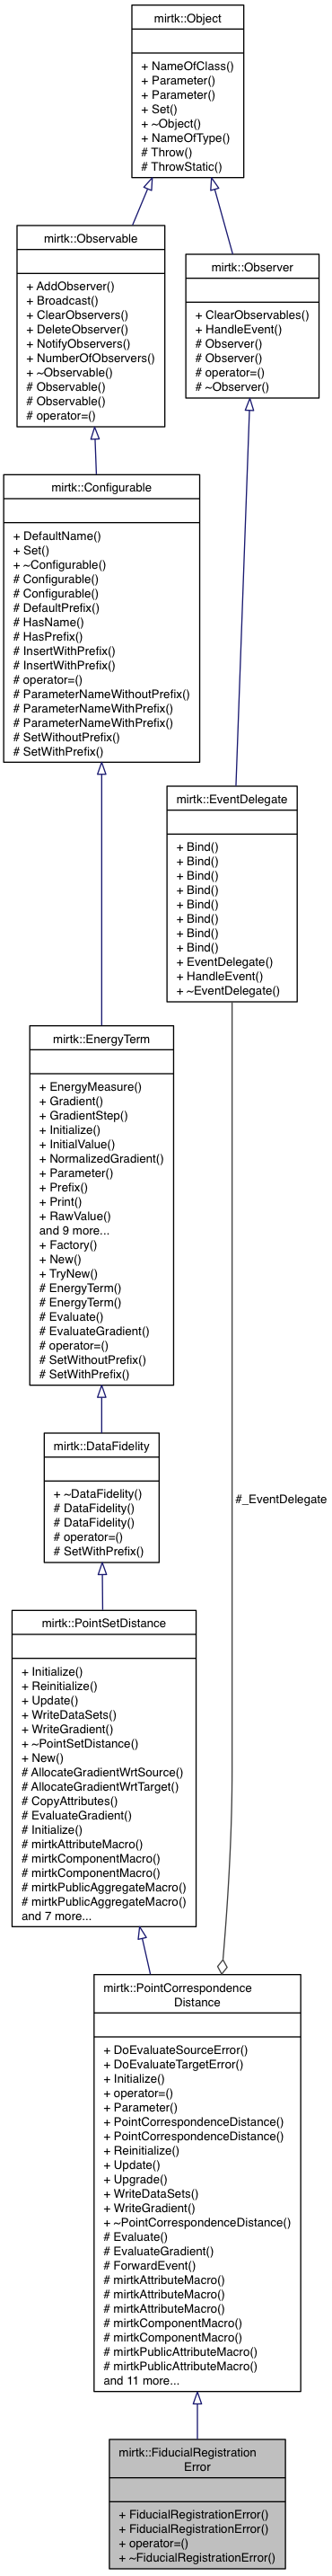 mirtk::Object
+ NameOfClass()
+ Parameter()
+ Parameter()
+ Set()
+ ~Object()
+ NameOfType()
# Throw()
# ThrowStatic()
mirtk::Observable
+ AddObserver()
+ Broadcast()
+ ClearObservers()
+ DeleteObserver()
+ NotifyObservers()
+ NumberOfObservers()
+ ~Observable()
# Observable()
# Observable()
# operator=()
mirtk::Observer
+ ClearObservables()
+ HandleEvent()
# Observer()
# Observer()
# operator=()
# ~Observer()
mirtk::Configurable
+ DefaultName()
+ Set()
+ ~Configurable()
# Configurable()
# Configurable()
# DefaultPrefix()
# HasName()
# HasPrefix()
# InsertWithPrefix()
# InsertWithPrefix()
# operator=()
# ParameterNameWithoutPrefix()
# ParameterNameWithPrefix()
# ParameterNameWithPrefix()
# SetWithoutPrefix()
# SetWithPrefix()
mirtk::EventDelegate
+ Bind()
+ Bind()
+ Bind()
+ Bind()
+ Bind()
+ Bind()
+ Bind()
+ Bind()
+ EventDelegate()
+ HandleEvent()
+ ~EventDelegate()
mirtk::EnergyTerm
+ EnergyMeasure()
+ Gradient()
+ GradientStep()
+ Initialize()
+ InitialValue()
+ NormalizedGradient()
+ Parameter()
+ Prefix()
+ Print()
+ RawValue()
and 9 more...
+ Factory()
+ New()
+ TryNew()
# EnergyTerm()
# EnergyTerm()
# Evaluate()
# EvaluateGradient()
# operator=()
# SetWithoutPrefix()
# SetWithPrefix()
mirtk::DataFidelity
+ ~DataFidelity()
# DataFidelity()
# DataFidelity()
# operator=()
# SetWithPrefix()
#_EventDelegate
mirtk::PointSetDistance
+ Initialize()
+ Reinitialize()
+ Update()
+ WriteDataSets()
+ WriteGradient()
+ ~PointSetDistance()
+ New()
# AllocateGradientWrtSource()
# AllocateGradientWrtTarget()
# CopyAttributes()
# EvaluateGradient()
# Initialize()
# mirtkAttributeMacro()
# mirtkComponentMacro()
# mirtkComponentMacro()
# mirtkPublicAggregateMacro()
# mirtkPublicAggregateMacro()
and 7 more...
mirtk::PointCorrespondence
Distance
+ DoEvaluateSourceError()
+ DoEvaluateTargetError()
+ Initialize()
+ operator=()
+ Parameter()
+ PointCorrespondenceDistance()
+ PointCorrespondenceDistance()
+ Reinitialize()
+ Update()
+ Upgrade()
+ WriteDataSets()
+ WriteGradient()
+ ~PointCorrespondenceDistance()
# Evaluate()
# EvaluateGradient()
# ForwardEvent()
# mirtkAttributeMacro()
# mirtkAttributeMacro()
# mirtkAttributeMacro()
# mirtkComponentMacro()
# mirtkComponentMacro()
# mirtkPublicAttributeMacro()
# mirtkPublicAttributeMacro()
and 11 more...
mirtk::FiducialRegistration
Error
+ FiducialRegistrationError()
+ FiducialRegistrationError()
+ operator=()
+ ~FiducialRegistrationError()